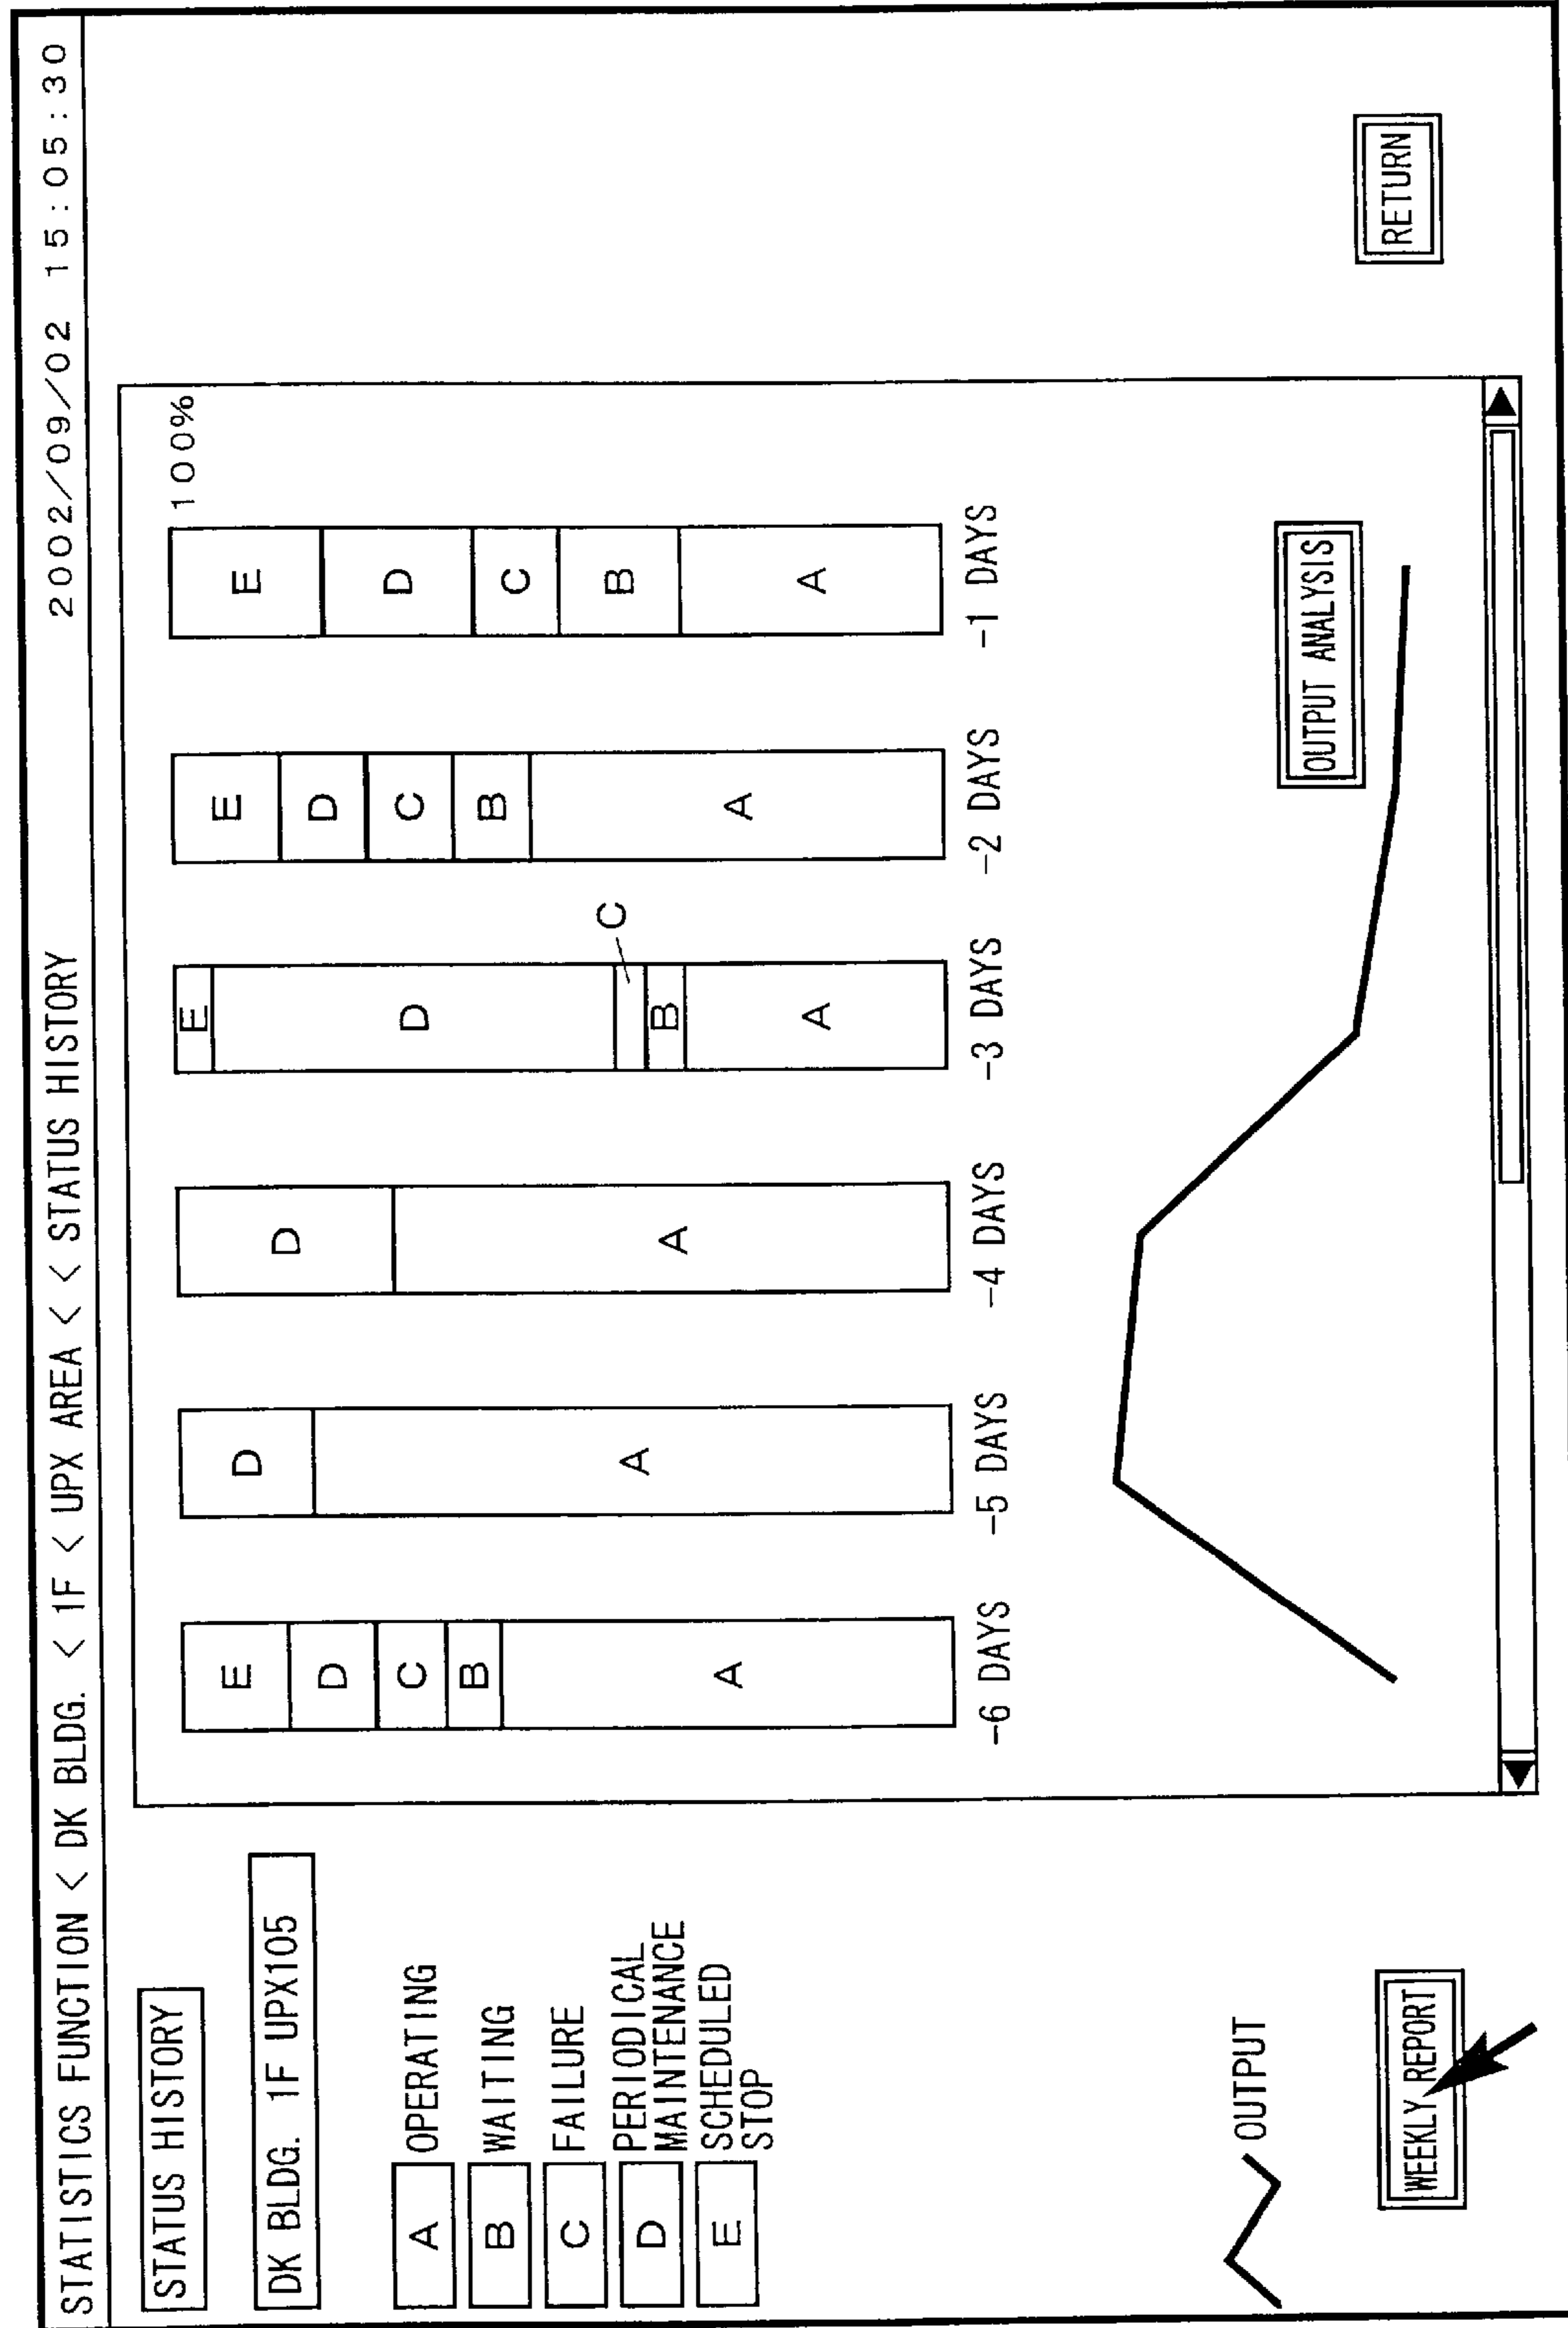 STATISTICS FUNCTION < DK BLDG. < 1F < UPX AREA < < STATUS HISTORY 2002/09/02 15:05:30
STATUS HISTORY
DK BLDG. 1F UPX105
A OPERATING
B WAITING
C FAILURE
D PERIODICAL
MAINTENANCE
E SCHEDULED
STOP
OUTPUT
WEEKLY REPORT
100%
E
D
C
B
A
-6 DAYS
D
A
-5 DAYS
D
A
-4 DAYS
E
D
C
B
A
-3 DAYS
E
D
C
B
A
-2 DAYS
E
D
C
B
A
-1 DAYS
OUTPUT ANALYSIS
RETURN